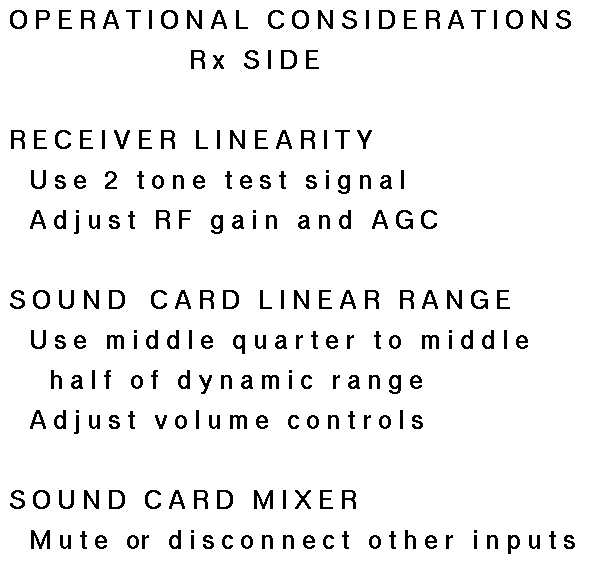 OPERATIONAL CONSIDERATIONS
Rx SIDE
RECEIVER LINEARITY
Use 2 tone test signal
Adjust RF gain and AGC
SOUND CARD LINEAR RANGE
Use middle quarter to middle
half of dynamic range
Adjust volume controls
SOUND CARD MIXER
Mute or disconnect other inputs